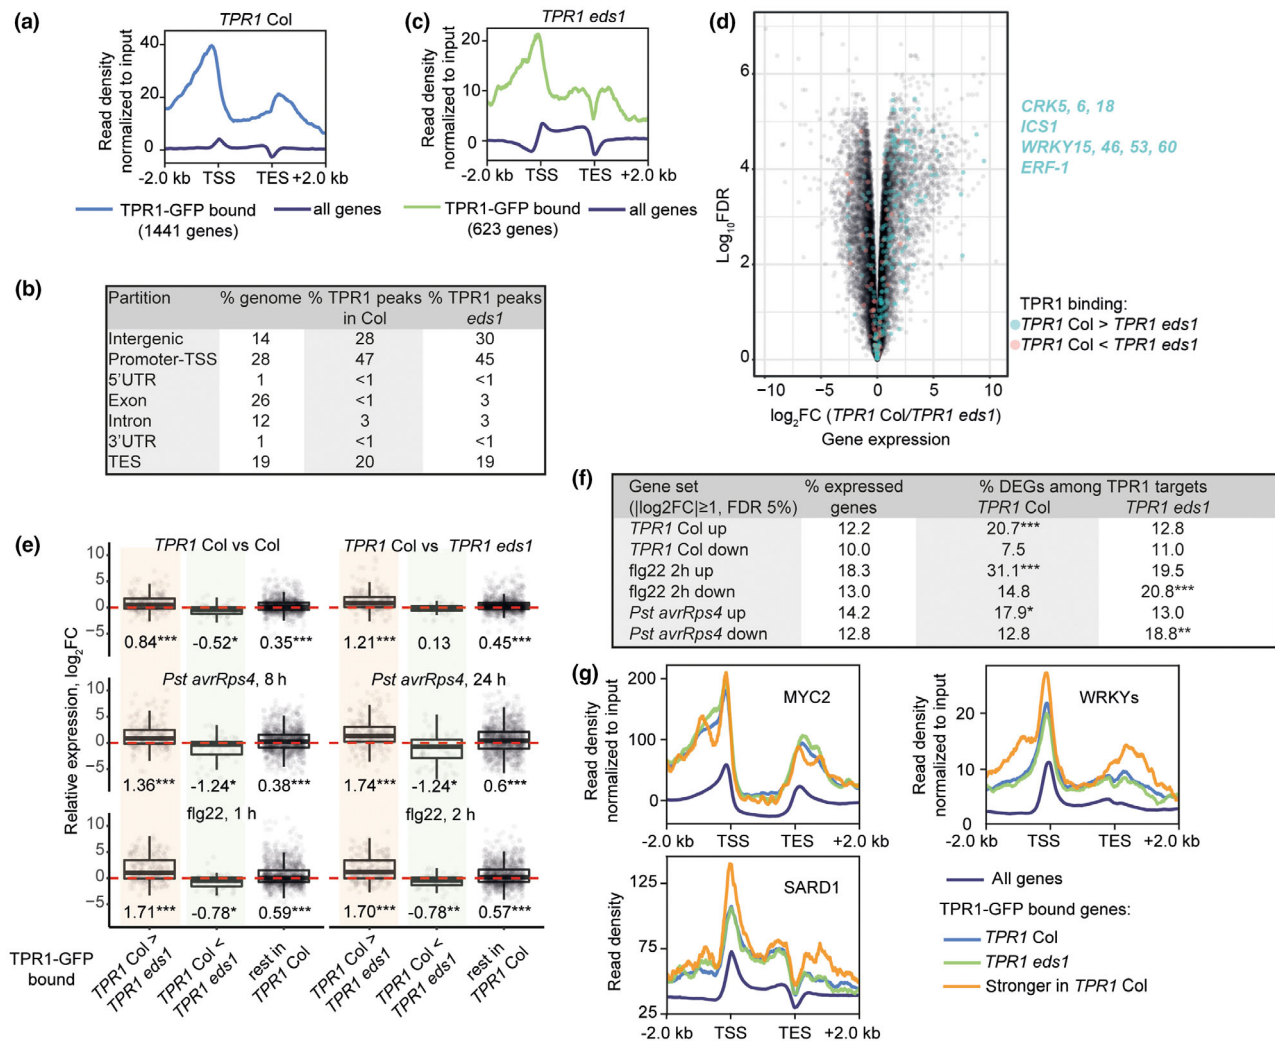 (a)
TPR1 Col
Read density
normalized to input
40
20
0
-2.0 kb TSS TES +2.0 kb
TPR1-GFP bound
(1441 genes)
all genes
(c)
TPR1 eds1
Read density
normalized to input
20
10
0
-2.0 kb TSS TES +2.0 kb
TPR1-GFP bound
(623 genes)
all genes
(d)
Log10FDR
6
4
2
0
−10 −5 0 5 10
log2FC (TPR1 Col/TPR1 eds1)
Gene expression
CRK5, 6, 18
ICS1
WRKY15, 46, 53, 60
ERF-1
TPR1 binding:
TPR1 Col > TPR1 eds1
TPR1 Col < TPR1 eds1
(b)
Partition % genome % TPR1 peaks in Col % TPR1 peaks eds1
Intergenic 14 28 30
Promoter-TSS 28 47 45
5'UTR 1 <1 <1
Exon 26 <1 3
Intron 12 3 3
3'UTR 1 <1 <1
TES 19 20 19
(e)
Relative expression, log2FC
TPR1 Col vs Col
TPR1 Col vs TPR1 eds1
10
5
0
−5
0.84*** -0.52* 0.35*** 1.21*** 0.13 0.45***
Pst avrRps4, 8 h
Pst avrRps4, 24 h
10
5
0
−5
1.36*** -1.24* 0.38*** 1.74*** -1.24* 0.6***
flg22, 1 h
flg22, 2 h
10
5
0
−5
1.71*** -0.78* 0.59*** 1.70*** -0.78** 0.57***
TPR1-GFP
bound
TPR1 Col >
TPR1 eds1
TPR1 Col <
TPR1 eds1
rest in
TPR1 Col
TPR1 Col >
TPR1 eds1
TPR1 Col <
TPR1 eds1
rest in
TPR1 Col
(f)
Gene set % expressed % DEGs among TPR1 targets
(|log2FC|≥1, FDR 5%) genes TPR1 Col TPR1 eds1
TPR1 Col up 12.2 20.7*** 12.8
TPR1 Col down 10.0 7.5 11.0
flg22 2h up 18.3 31.1*** 19.5
flg22 2h down 13.0 14.8 20.8***
Pst avrRps4 up 14.2 17.9* 13.0
Pst avrRps4 down 12.8 12.8 18.8**
(g)
MYC2
Read density
normalized to input
200
100
0
-2.0 kb TSS TES +2.0 kb
WRKYs
Read density
normalized to input
20
10
0
-2.0 kb TSS TES +2.0 kb
SARD1
Read density
125
75
25
-2.0 kb TSS TES +2.0 kb
All genes
TPR1-GFP bound genes:
TPR1 Col
TPR1 eds1
Stronger in TPR1 Col